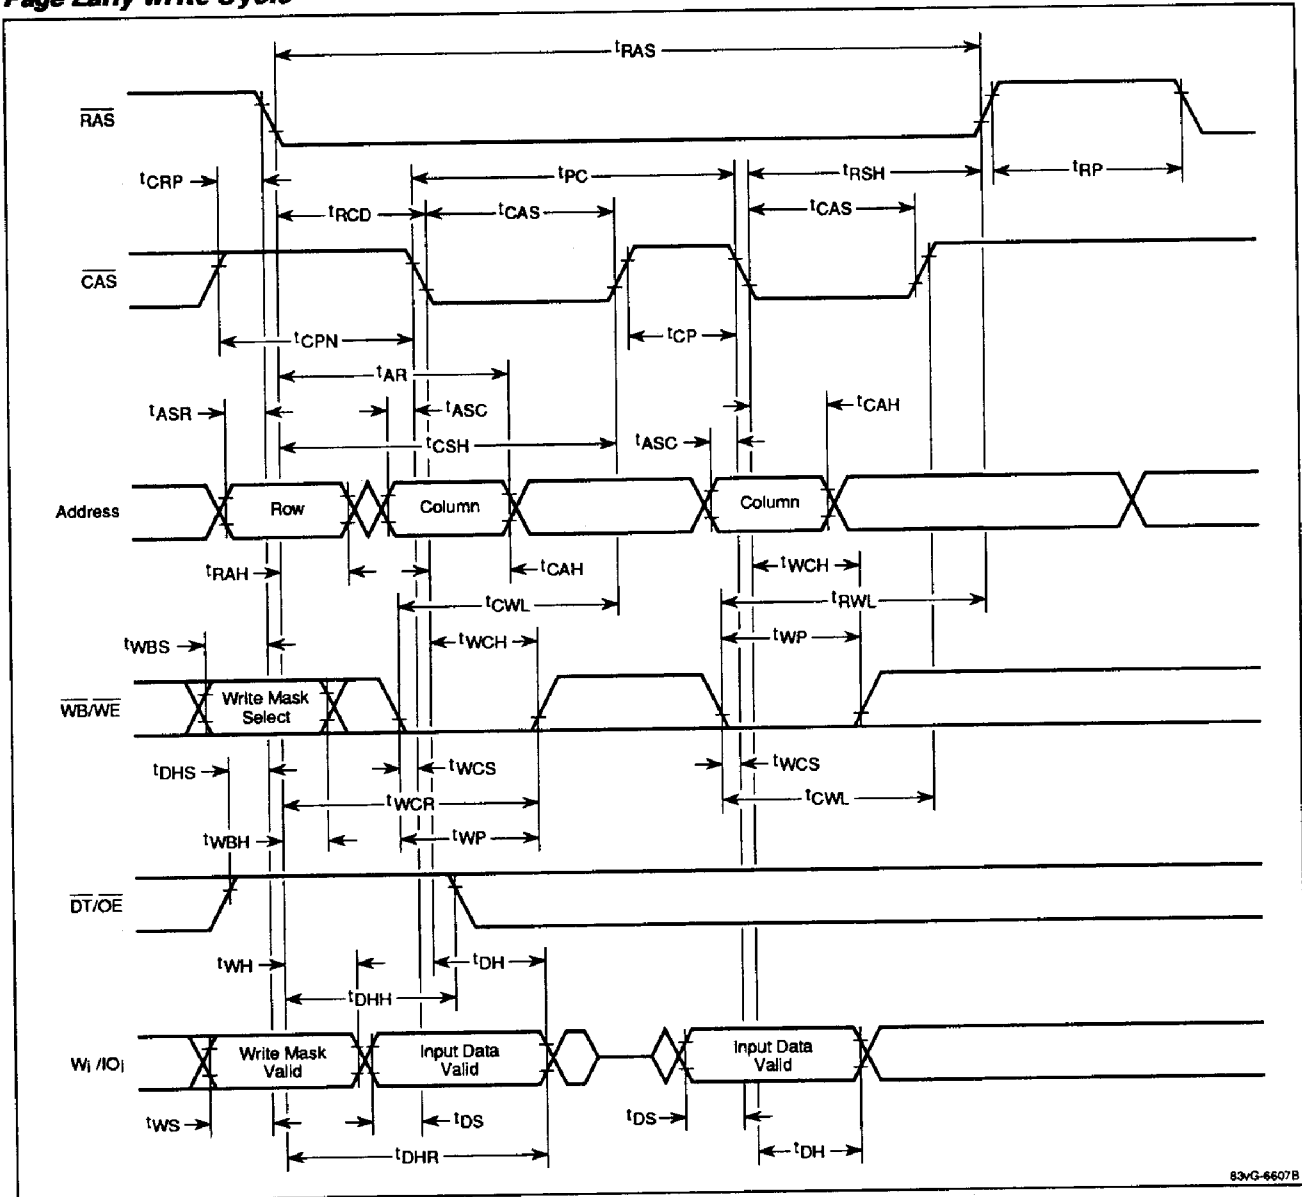 Page Early Write Cycle
tRAS
RAS
tCRP
tPC
tRSH
tRP
tRCD
tCAS
tCAS
CAS
tCPN
tCP
tAR
tASR
tASC
tCAH
tCSH
tASC
Address
Row
Column
Column
tRAH
tCAH
tWCH
tCWL
tRWL
tWBS
tWCH
tWP
WB/WE
Write Mask
Select
tDHS
tWCS
tWCS
tWCR
tCWL
tWBH
tWP
DT/OE
tWH
tDH
tDHH
Wi /IOi
Write Mask
Valid
Input Data
Valid
Input Data
Valid
tWS
tDS
tDS
tDHR
tDH
83vG-6607B